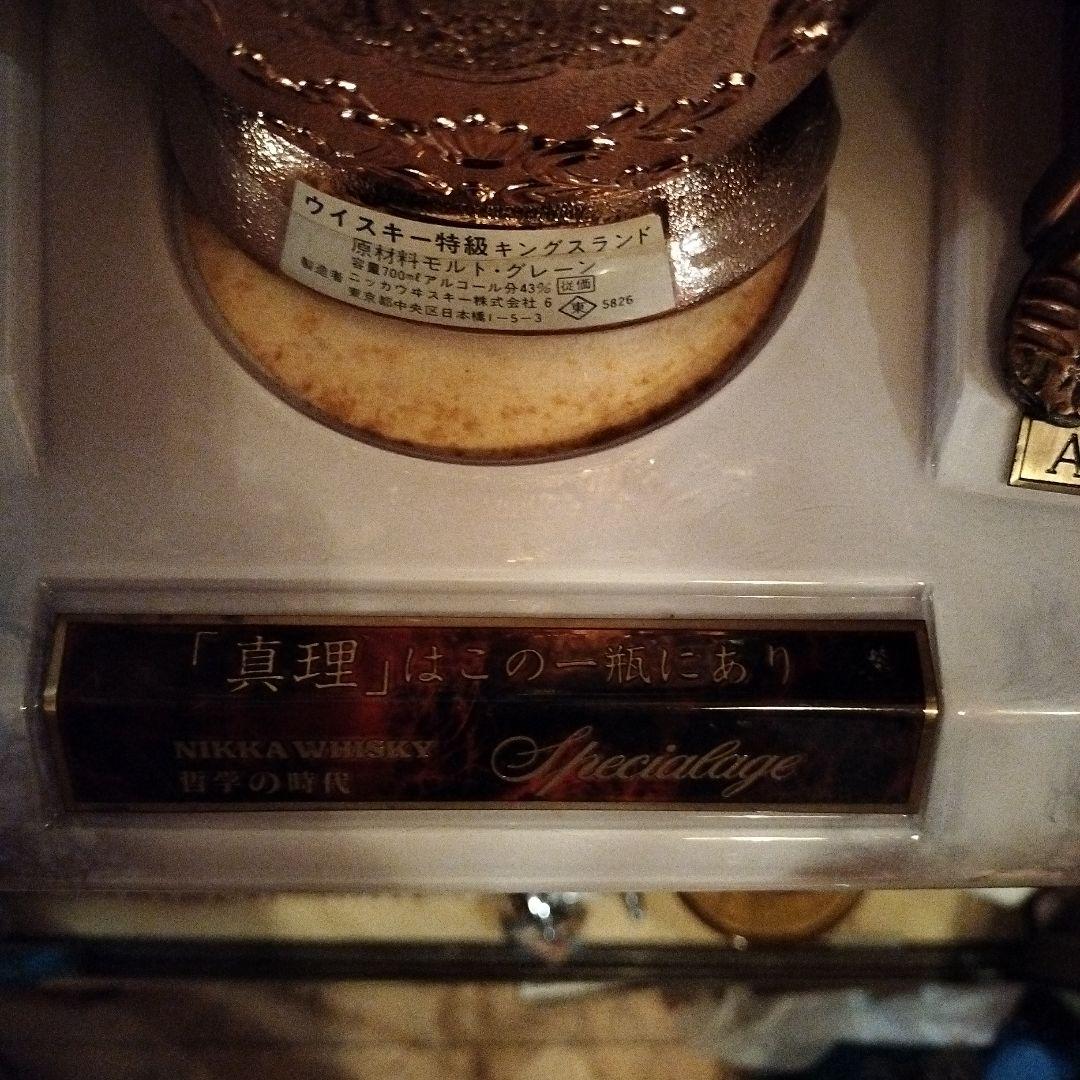 ウイスキー特級キングスランド
原材料モルト・グレーン
容量700mlアルコール分43% 従価
製造者ニッカウヰスキー株式会社 6 東 5826
東京都中央区日本橋1-5-3
A
「真理」はこの一瓶にあり
NIKKA WHISKY
哲学の時代
Specialage